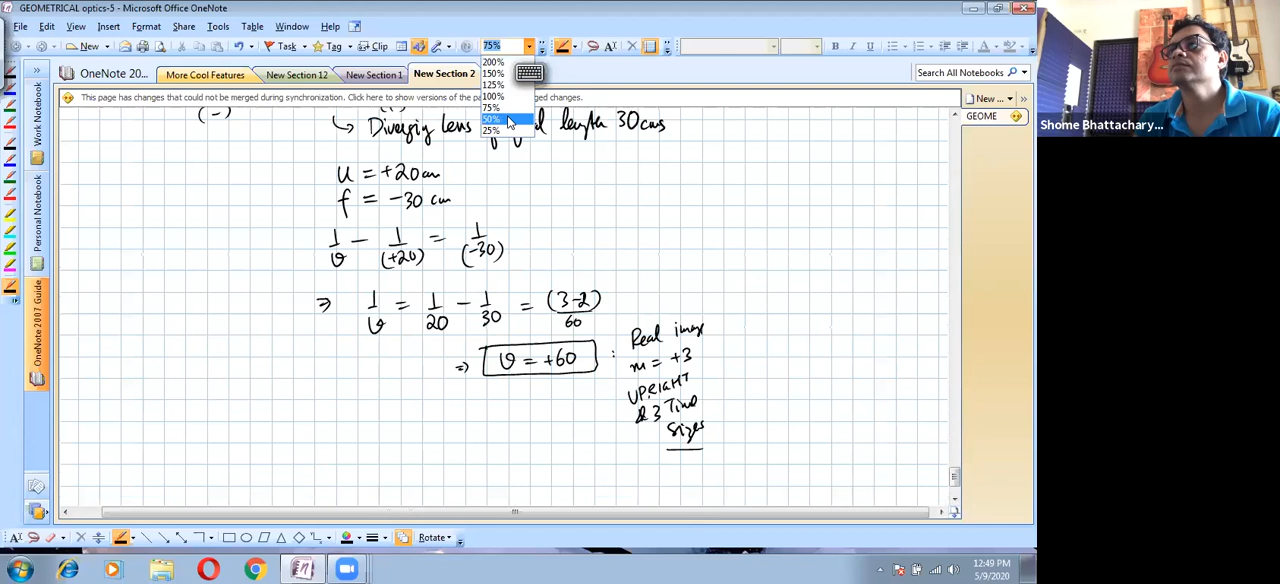 GEOMETRICAL optics-5 - Microsoft Office OneNote
File Edit View Insert Format Share Tools Table Window Help
New Task Tag Clip 75%
200%
150%
125%
100%
75%
50%
25%
OneNote 20... More Cool Features New Section 12 New Section 1 New Section 2 Search All Notebooks
This page has changes that could not be merged during synchronization. Click here to show versions of the pa ged changes.
New ...
GEOME
Work Notebook
Personal Notebook
OneNote 2007 Guide
(-)
↳ Divergig Lens length 30cms
u = +20cm
f = -30 cm
1/v - 1/(+20) = 1/(-30)
⇒ 1/v = 1/20 - 1/30 = (3-2)/60
⇒ v = +60 :
Real image
m = +3
UPRIGHT
& 3 Time
Sizes
Rotate
12:49 PM
5/9/2020
Shome Bhattachary...